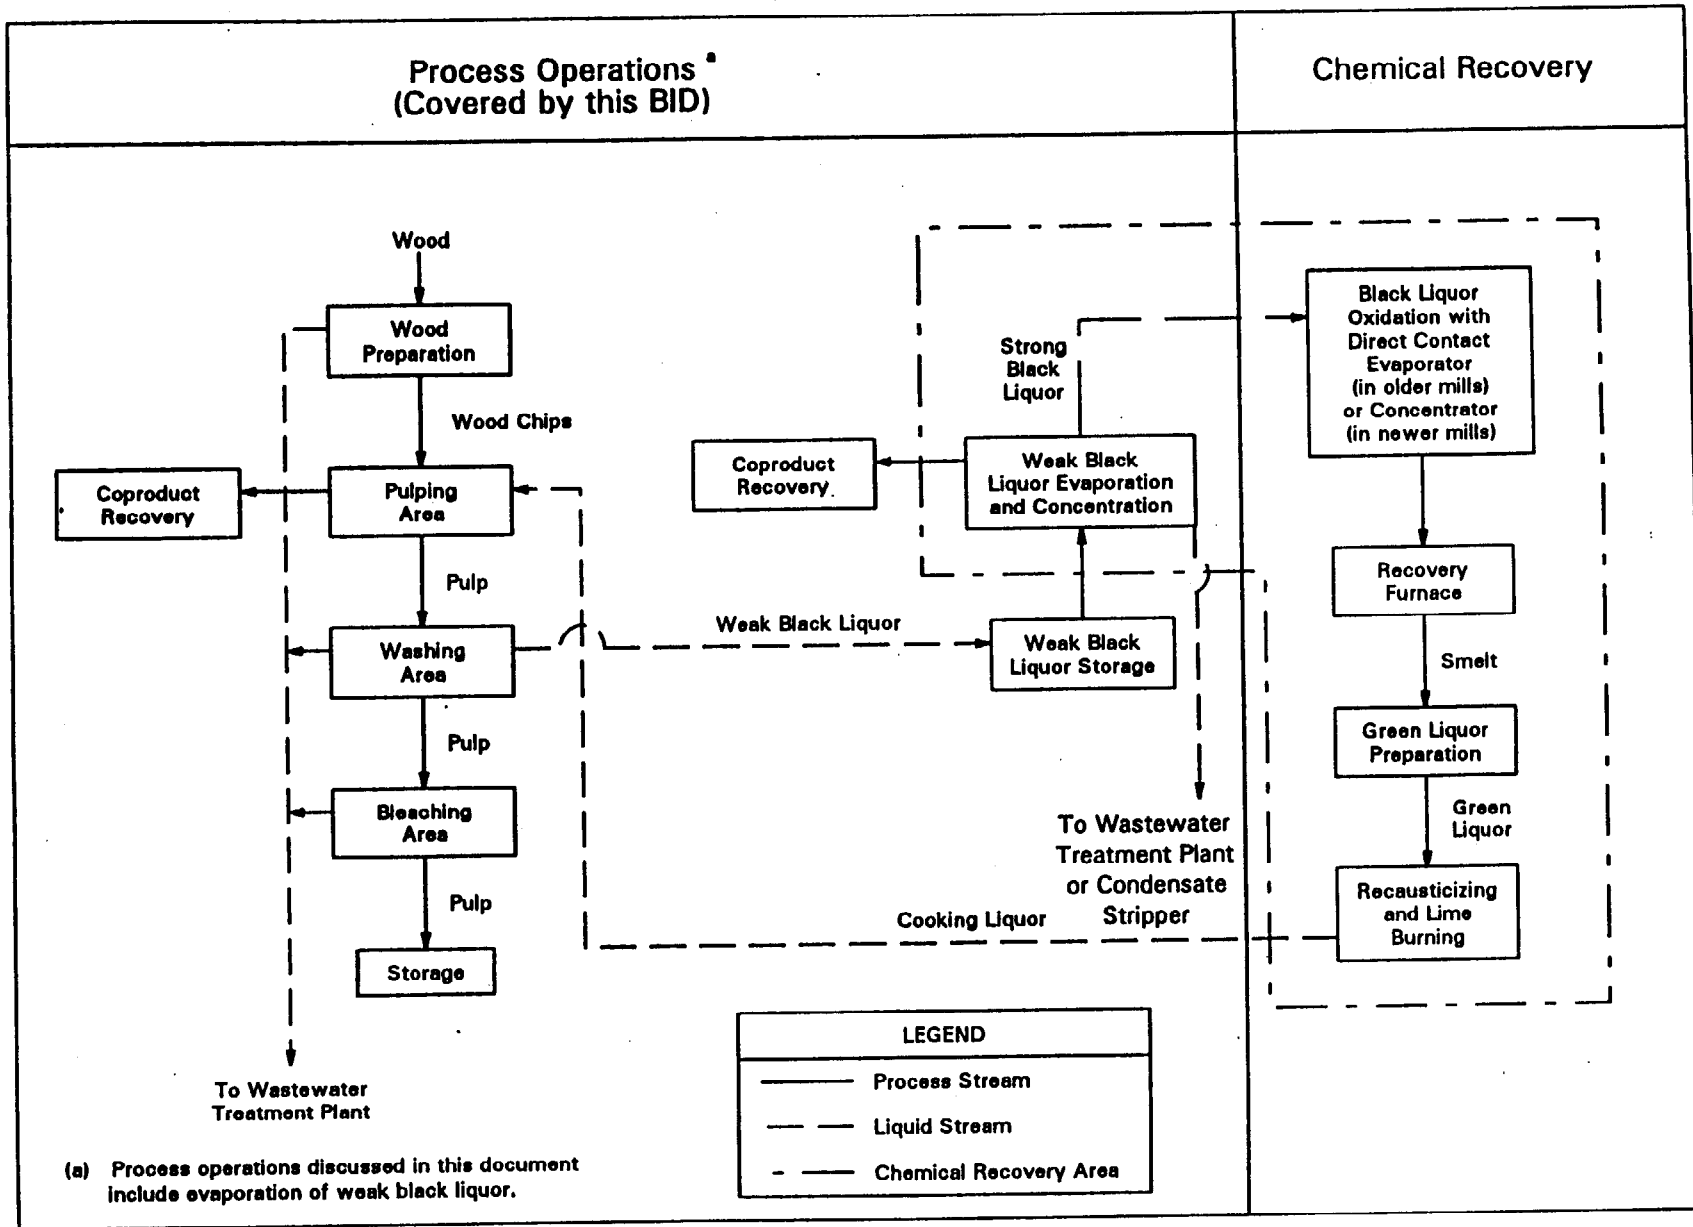 Process Operations a
(Covered by this BID)
Chemical Recovery
Wood
Wood
Preparation
Wood Chips
Coproduct
Recovery
Pulping
Area
Pulp
Washing
Area
Pulp
Bleaching
Area
Pulp
Storage
To Wastewater
Treatment Plant
Strong
Black
Liquor
Coproduct
Recovery
Weak Black
Liquor Evaporation
and Concentration
Weak Black Liquor
Weak Black
Liquor Storage
To Wastewater
Treatment Plant
or Condensate
Stripper
Cooking Liquor
Black Liquor
Oxidation with
Direct Contact
Evaporator
(in older mills)
or Concentrator
(in newer mills)
Recovery
Furnace
Smelt
Green Liquor
Preparation
Green
Liquor
Recausticizing
and Lime
Burning
LEGEND
Process Stream
Liquid Stream
Chemical Recovery Area
(a) Process operations discussed in this document
include evaporation of weak black liquor.